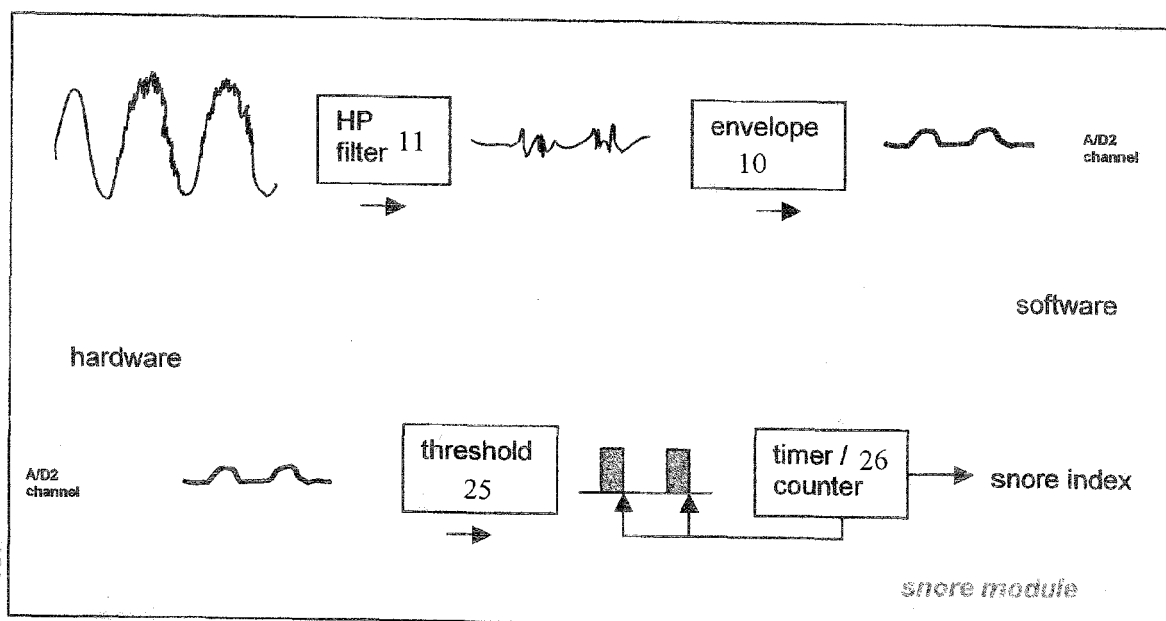 HP
filter 11
envelope
10
A/D2
channel
software
hardware
A/D2
channel
threshold
25
timer / 26
counter
snore index
snore module